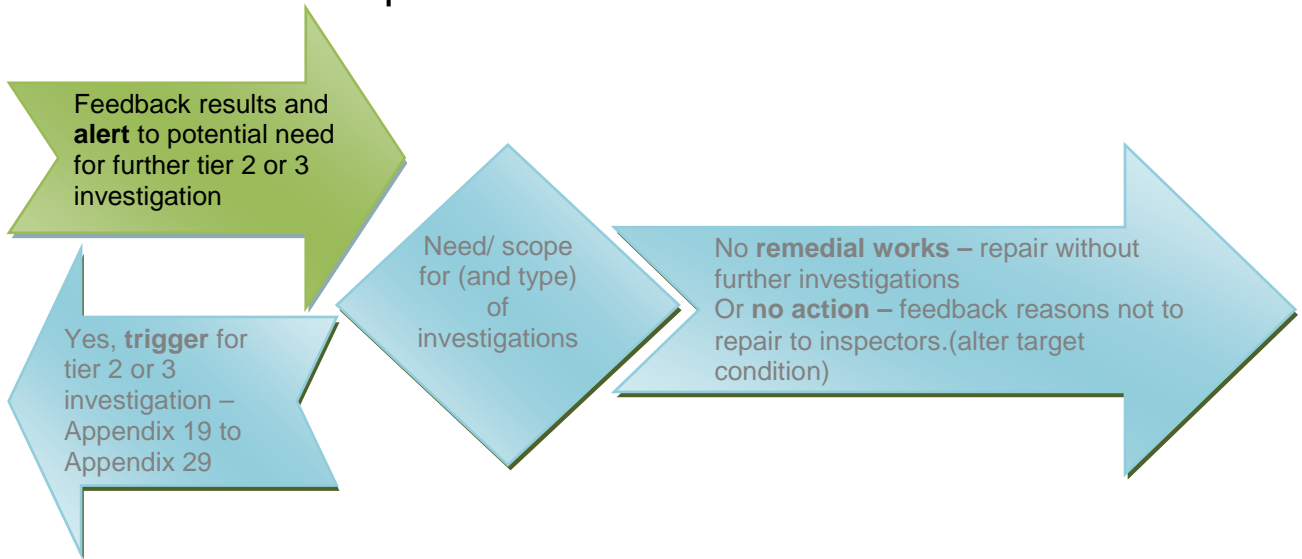 Feedback results and
alert to potential need
for further tier 2 or 3
investigation
Need/ scope
for (and type)
of
investigations
No remedial works – repair without
further investigations
Or no action – feedback reasons not to
repair to inspectors.(alter target
condition)
Yes, trigger for
tier 2 or 3
investigation –
Appendix 19 to
Appendix 29